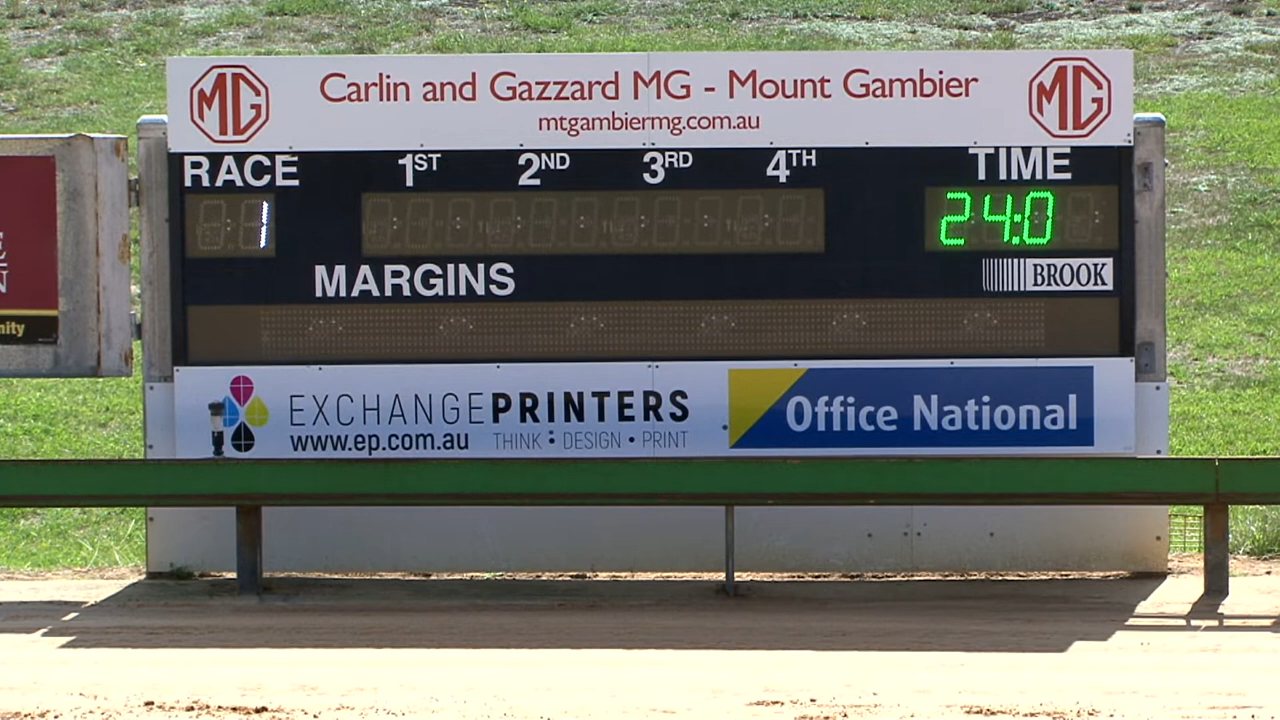 MG Carlin and Gazzard MG - Mount Gambier MG
mtgambiermg.com.au
RACE 1ST 2ND 3RD 4TH TIME
1 24:0
MARGINS BROOK
EXCHANGEPRINTERS
www.ep.com.au THINK : DESIGN • PRINT
Office National
E
N
nity